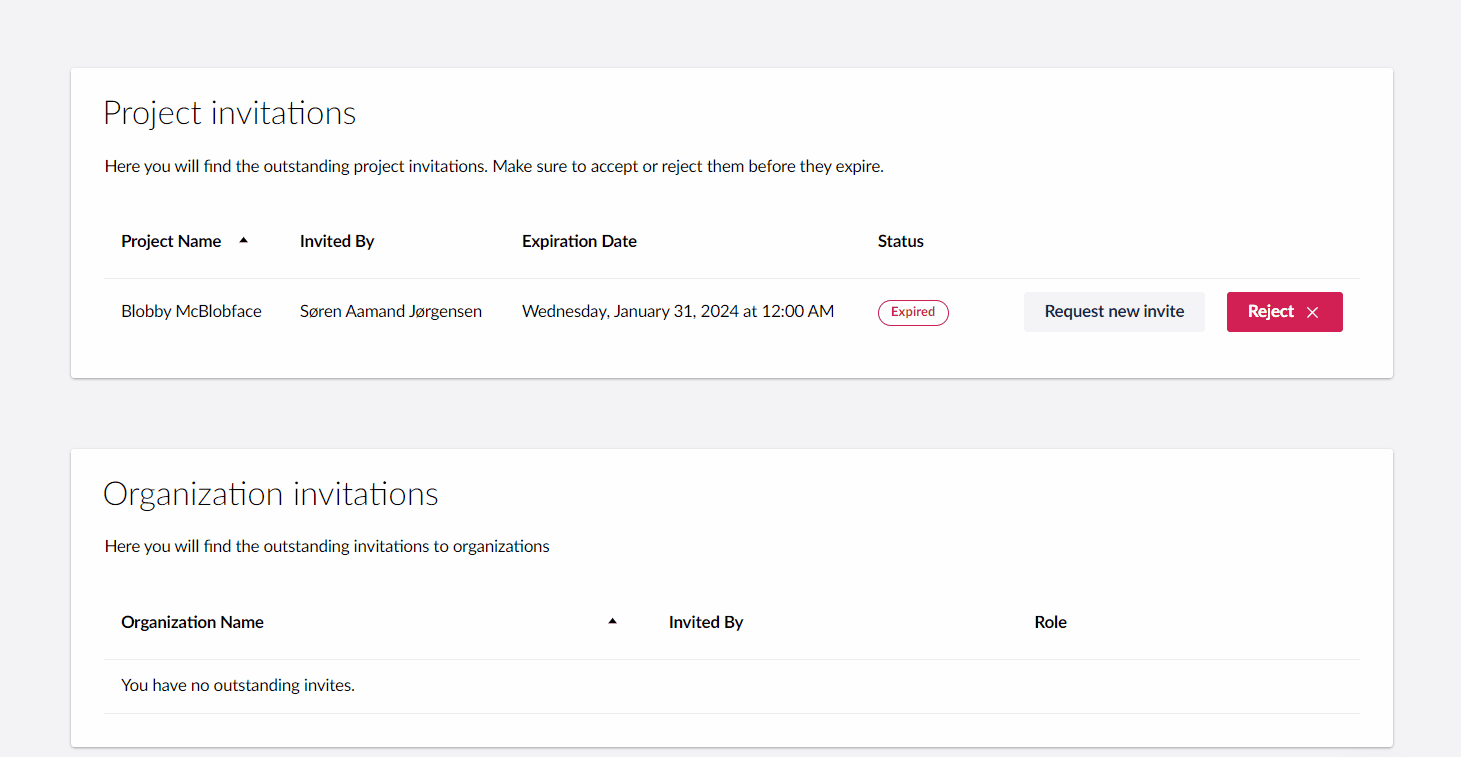 Project invitations
Here you will find the outstanding project invitations. Make sure to accept or reject them before they expire.
Project Name Invited By Expiration Date Status
Blobby McBlobface Søren Aamand Jørgensen Wednesday, January 31, 2024 at 12:00 AM Expired Request new invite Reject
Organization invitations
Here you will find the outstanding invitations to organizations
Organization Name Invited By Role
You have no outstanding invites.